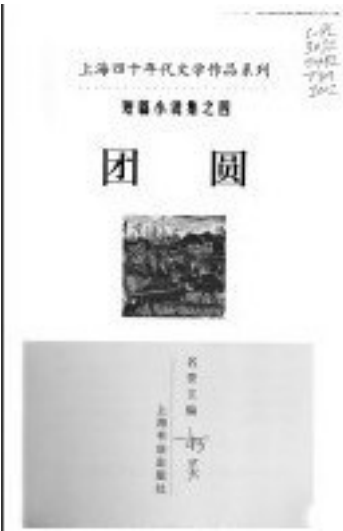 上海四十年代文学作品系列
短篇小说集之四
团 圆
名誉主编
上海书店出版社